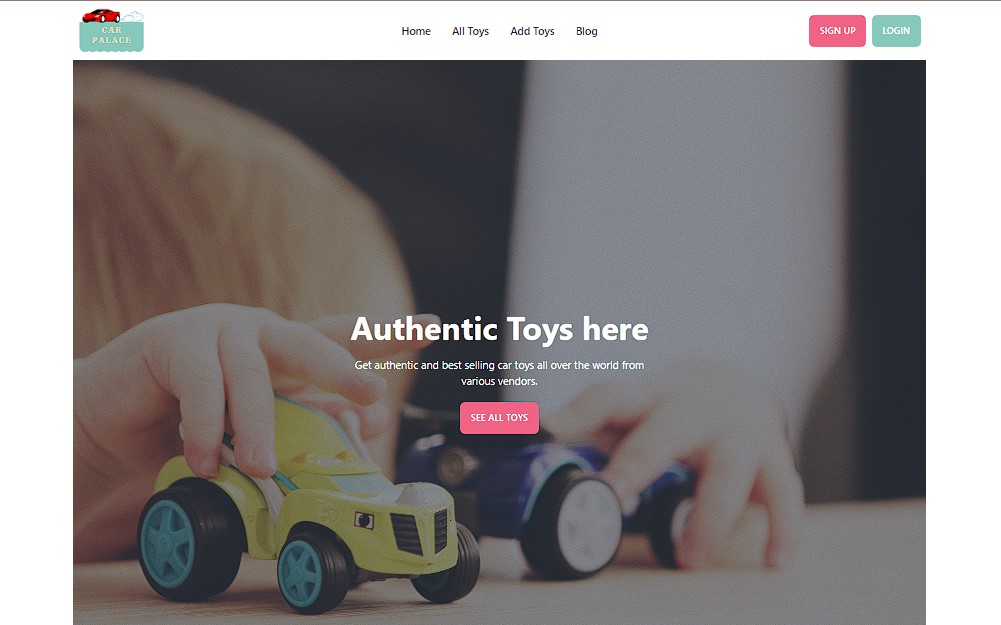 CAR
PALACE
Home
All Toys
Add Toys
Blog
SIGN UP
LOGIN
Authentic Toys here
Get authentic and best selling car toys all over the world from
various vendors.
SEE ALL TOYS